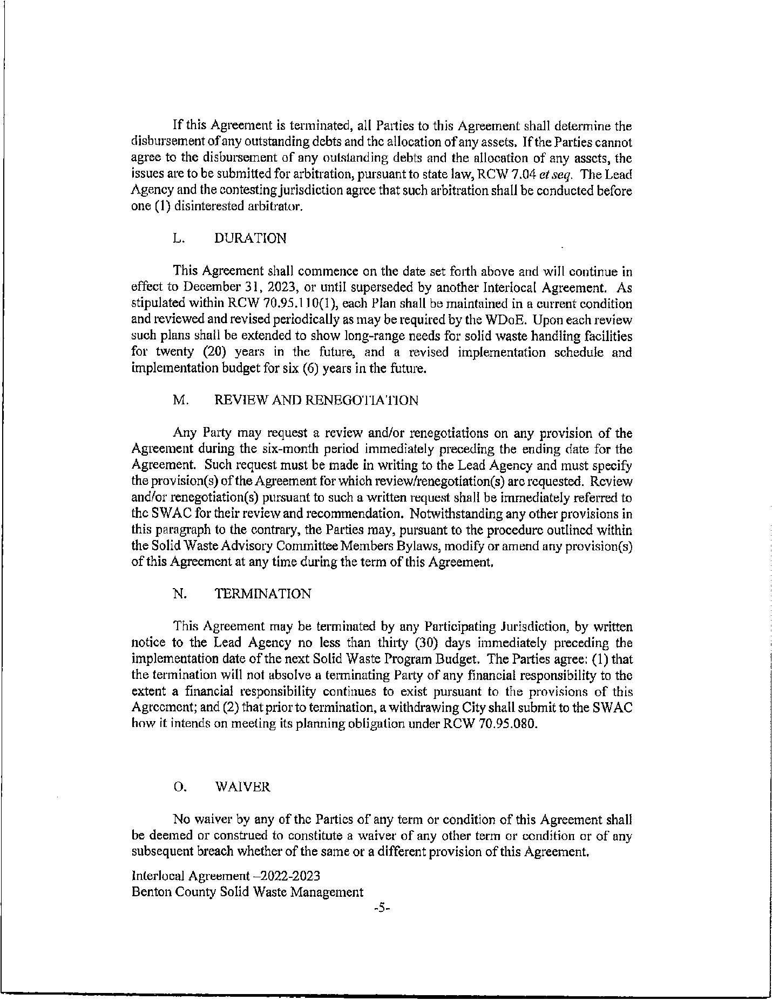 If this Agreement is terminated, all Parties to this Agreement shall determine the
disbursement of any outstanding debts and the allocation of any assets. If the Parties cannot
agree to the disbursement of any outstanding debts and the allocation of any assets, the
issues are to be submitted for arbitration, pursuant to state law, RCW 7.04 et seq. The Lead
Agency and the contesting jurisdiction agree that such arbitration shall be conducted before
one (1) disinterested arbitrator.
L. DURATION
This Agreement shall commence on the date set forth above and will continue in
effect to December 31, 2023, or until superseded by another Interlocal Agreement. As
stipulated within RCW 70.95.110(1), each Plan shall be maintained in a current condition
and reviewed and revised periodically as may be required by the WDoE. Upon each review
such plans shall be extended to show long-range needs for solid waste handling facilities
for twenty (20) years in the future, and a revised implementation schedule and
implementation budget for six (6) years in the future.
M. REVIEW AND RENEGOTIATION
Any Party may request a review and/or renegotiations on any provision of the
Agreement during the six-month period immediately preceding the ending date for the
Agreement. Such request must be made in writing to the Lead Agency and must specify
the provision(s) of the Agreement for which review/renegotiation(s) are requested. Review
and/or renegotiation(s) pursuant to such a written request shall be immediately referred to
the SWAC for their review and recommendation. Notwithstanding any other provisions in
this paragraph to the contrary, the Parties may, pursuant to the procedure outlined within
the Solid Waste Advisory Committee Members Bylaws, modify or amend any provision(s)
of this Agreement at any time during the term of this Agreement.
N. TERMINATION
This Agreement may be terminated by any Participating Jurisdiction, by written
notice to the Lead Agency no less than thirty (30) days immediately preceding the
implementation date of the next Solid Waste Program Budget. The Parties agree: (1) that
the termination will not absolve a terminating Party of any financial responsibility to the
extent a financial responsibility continues to exist pursuant to the provisions of this
Agreement; and (2) that prior to termination, a withdrawing City shall submit to the SWAC
how it intends on meeting its planning obligation under RCW 70.95.080.
O. WAIVER
No waiver by any of the Parties of any term or condition of this Agreement shall
be deemed or construed to constitute a waiver of any other term or condition or of any
subsequent breach whether of the same or a different provision of this Agreement.
Interlocal Agreement –2022-2023
Benton County Solid Waste Management
-5-